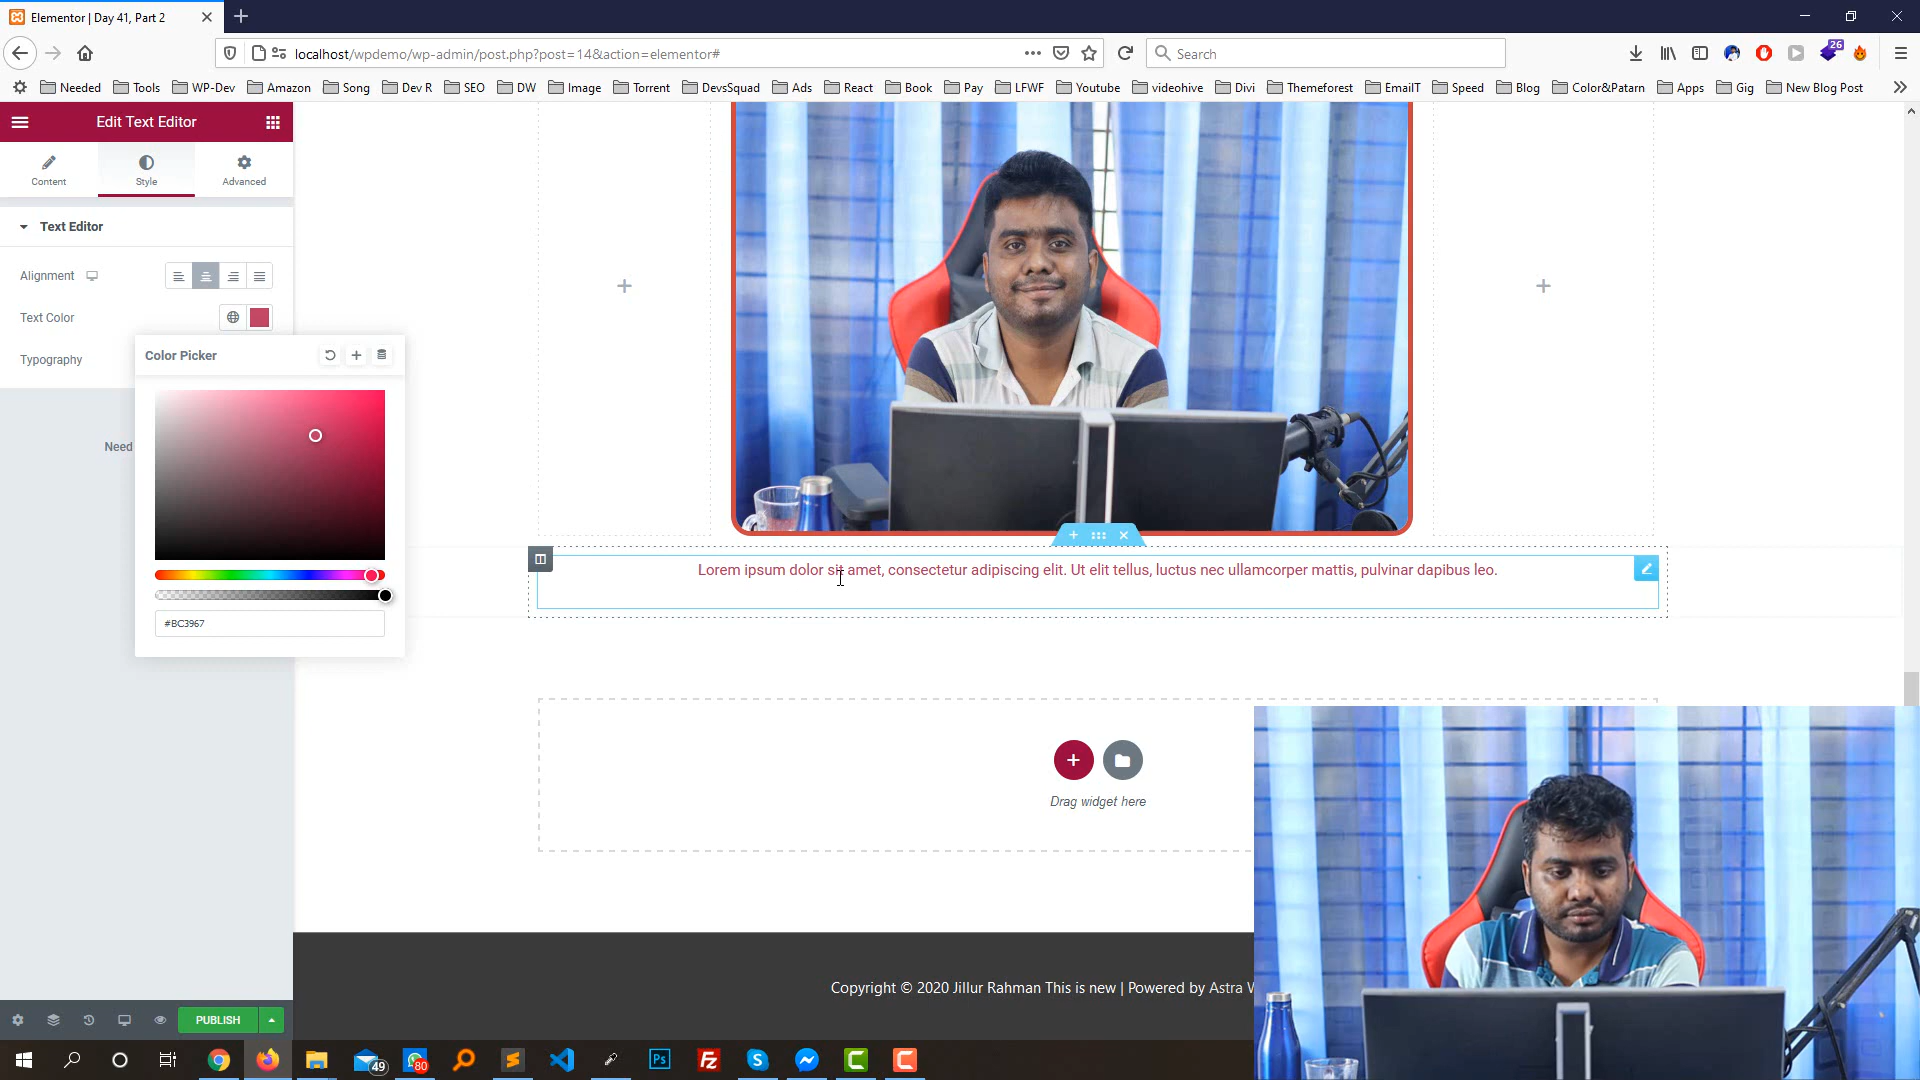 Elementor | Day 41, Part 2
localhost/wpdemo/wp-admin/post.php?post=14&action=elementor#
Search
26
Needed Tools WP-Dev Amazon Song Dev R SEO DW Image Torrent DevsSquad Ads React Book Pay LFWF Youtube videohive Divi Themeforest EmailT Speed Blog Color&Patarn Apps Gig New Blog Post
Edit Text Editor
Content Style Advanced
Text Editor
Alignment
Text Color
Color Picker
Typography
Need
#BC3967
Lorem ipsum dolor sit amet, consectetur adipiscing elit. Ut elit tellus, luctus nec ullamcorper mattis, pulvinar dapibus leo.
Drag widget here
Copyright © 2020 Jillur Rahman This is new | Powered by Astra W
PUBLISH
49
80
Ps
Fz